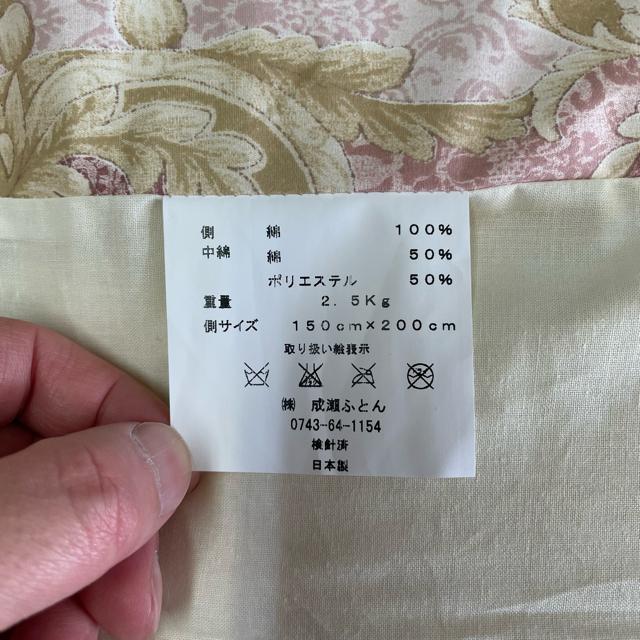 側 綿 100%
中綿 綿 50%
ポリエステル 50%
重量 2.5Kg
側サイズ 150cm×200cm
取り扱い絵表示
㈱ 成瀬ふとん
0743-64-1154
検針済
日本製